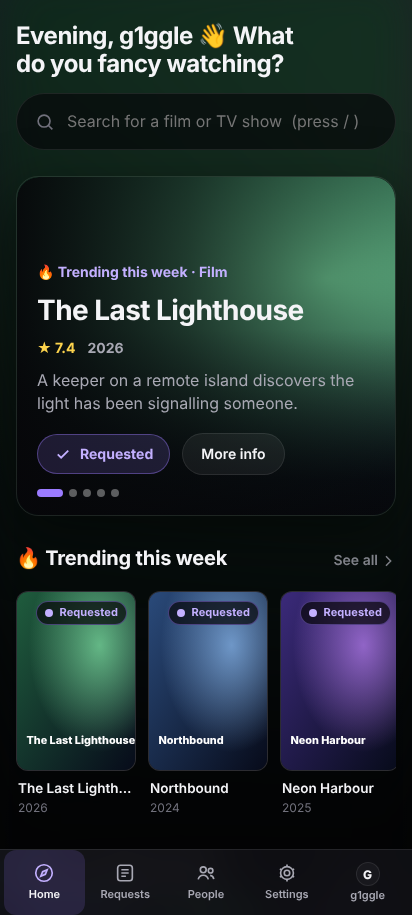 Evening, g1ggle 👋 What
do you fancy watching?
Search for a film or TV show (press / )
🔥 Trending this week · Film
The Last Lighthouse
★ 7.4 2026
A keeper on a remote island discovers the
light has been signalling someone.
✓ Requested
More info
🔥 Trending this week
See all >
Requested
The Last Lighthouse
The Last Lighth...
2026
Requested
Northbound
Northbound
2024
Requested
Neon Harbour
Neon Harbour
2025
Home
Requests
People
Settings
G
g1ggle